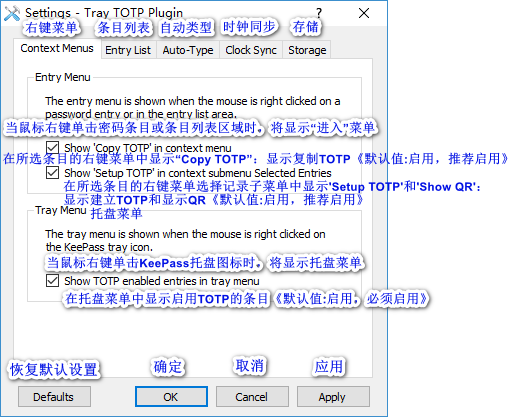 Settings - Tray TOTP Plugin
右键菜单 条目列表 自动类型 时钟同步 存储
Context Menus Entry List Auto-Type Clock Sync Storage
Entry Menu
The entry menu is shown when the mouse is right clicked on a
password entry or in the entry list area.
当鼠标右键单击密码条目或条目列表区域时，将显示“进入”菜单
Show 'Copy TOTP' in context menu
在所选条目的右键菜单中显示“Copy TOTP”：显示复制TOTP《默认值:启用，推荐启用》
Show 'Setup TOTP' in context submenu Selected Entries
在所选条目的右键菜单选择记录子菜单中显示'Setup TOTP'和'Show QR'：
显示建立TOTP和显示QR《默认值:启用，推荐启用》
托盘菜单
Tray Menu
The tray menu is shown when the mouse is right clicked on
the KeePass tray icon.
当鼠标右键单击KeePass托盘图标时，将显示托盘菜单
Show TOTP enabled entries in tray menu
在托盘菜单中显示启用TOTP的条目《默认值:启用，必须启用》
恢复默认设置 确定 取消 应用
Defaults OK Cancel Apply